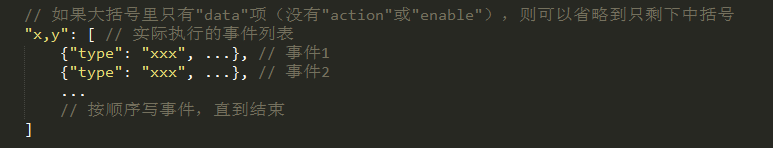 // 如果大括号里只有"data"项（没有"action"或"enable"），则可以省略到只剩下中括号
"x,y": [ // 实际执行的事件列表
    {"type": "xxx", ...}, // 事件1
    {"type": "xxx", ...}, // 事件2
    ...
    // 按顺序写事件，直到结束
]